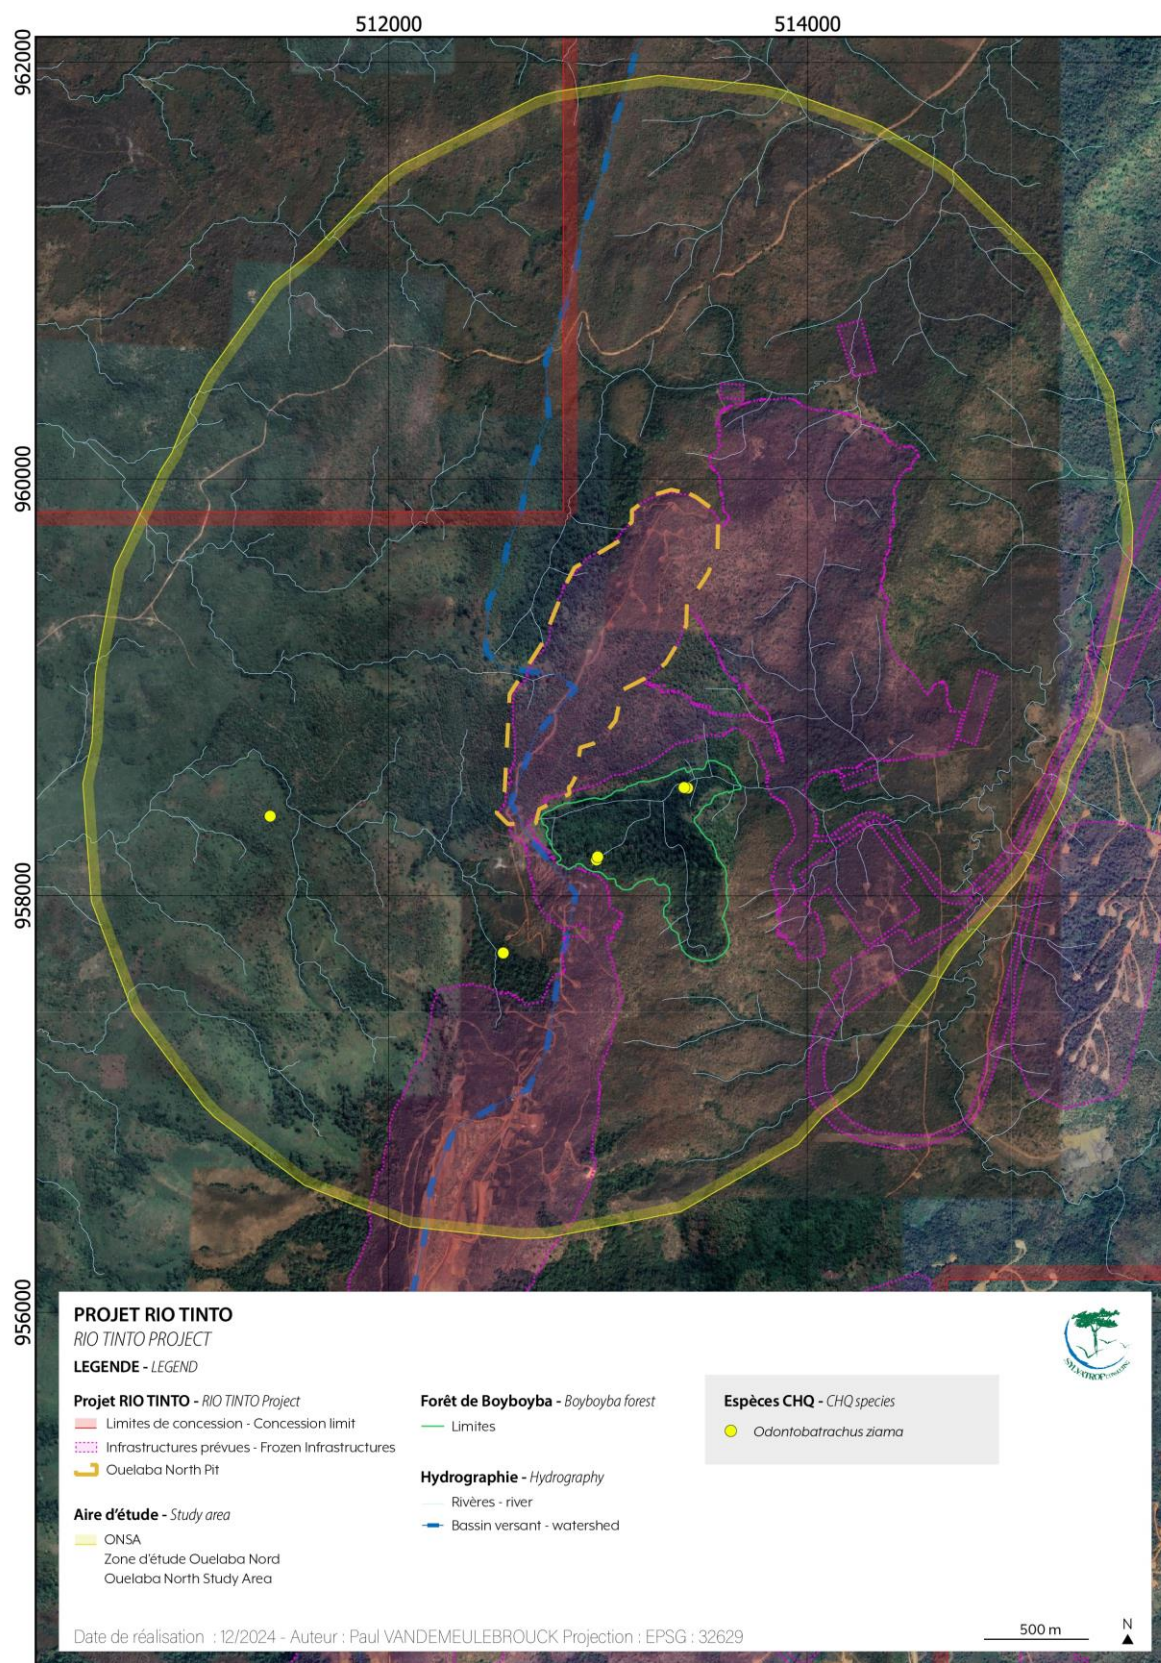 512000
514000
962000
960000
958000
956000
PROJET RIO TINTO
RIO TINTO PROJECT
LEGENDE - LEGEND
Projet RIO TINTO - RIO TINTO Project
Limites de concession - Concession limit
Infrastructures prévues - Frozen Infrastructures
Ouelaba North Pit
Aire d'étude - Study area
ONSA
Zone d'étude Ouelaba Nord
Ouelaba North Study Area
Forêt de Boyboyba - Boyboyba forest
Limites
Hydrographie - Hydrography
Rivières - river
Bassin versant - watershed
Espèces CHQ - CHQ species
Odontobatrachus ziama
SYLVATROP CONSULTING
Date de réalisation : 12/2024 - Auteur : Paul VANDEMEULEBROUCK Projection : EPSG : 32629
500 m
N